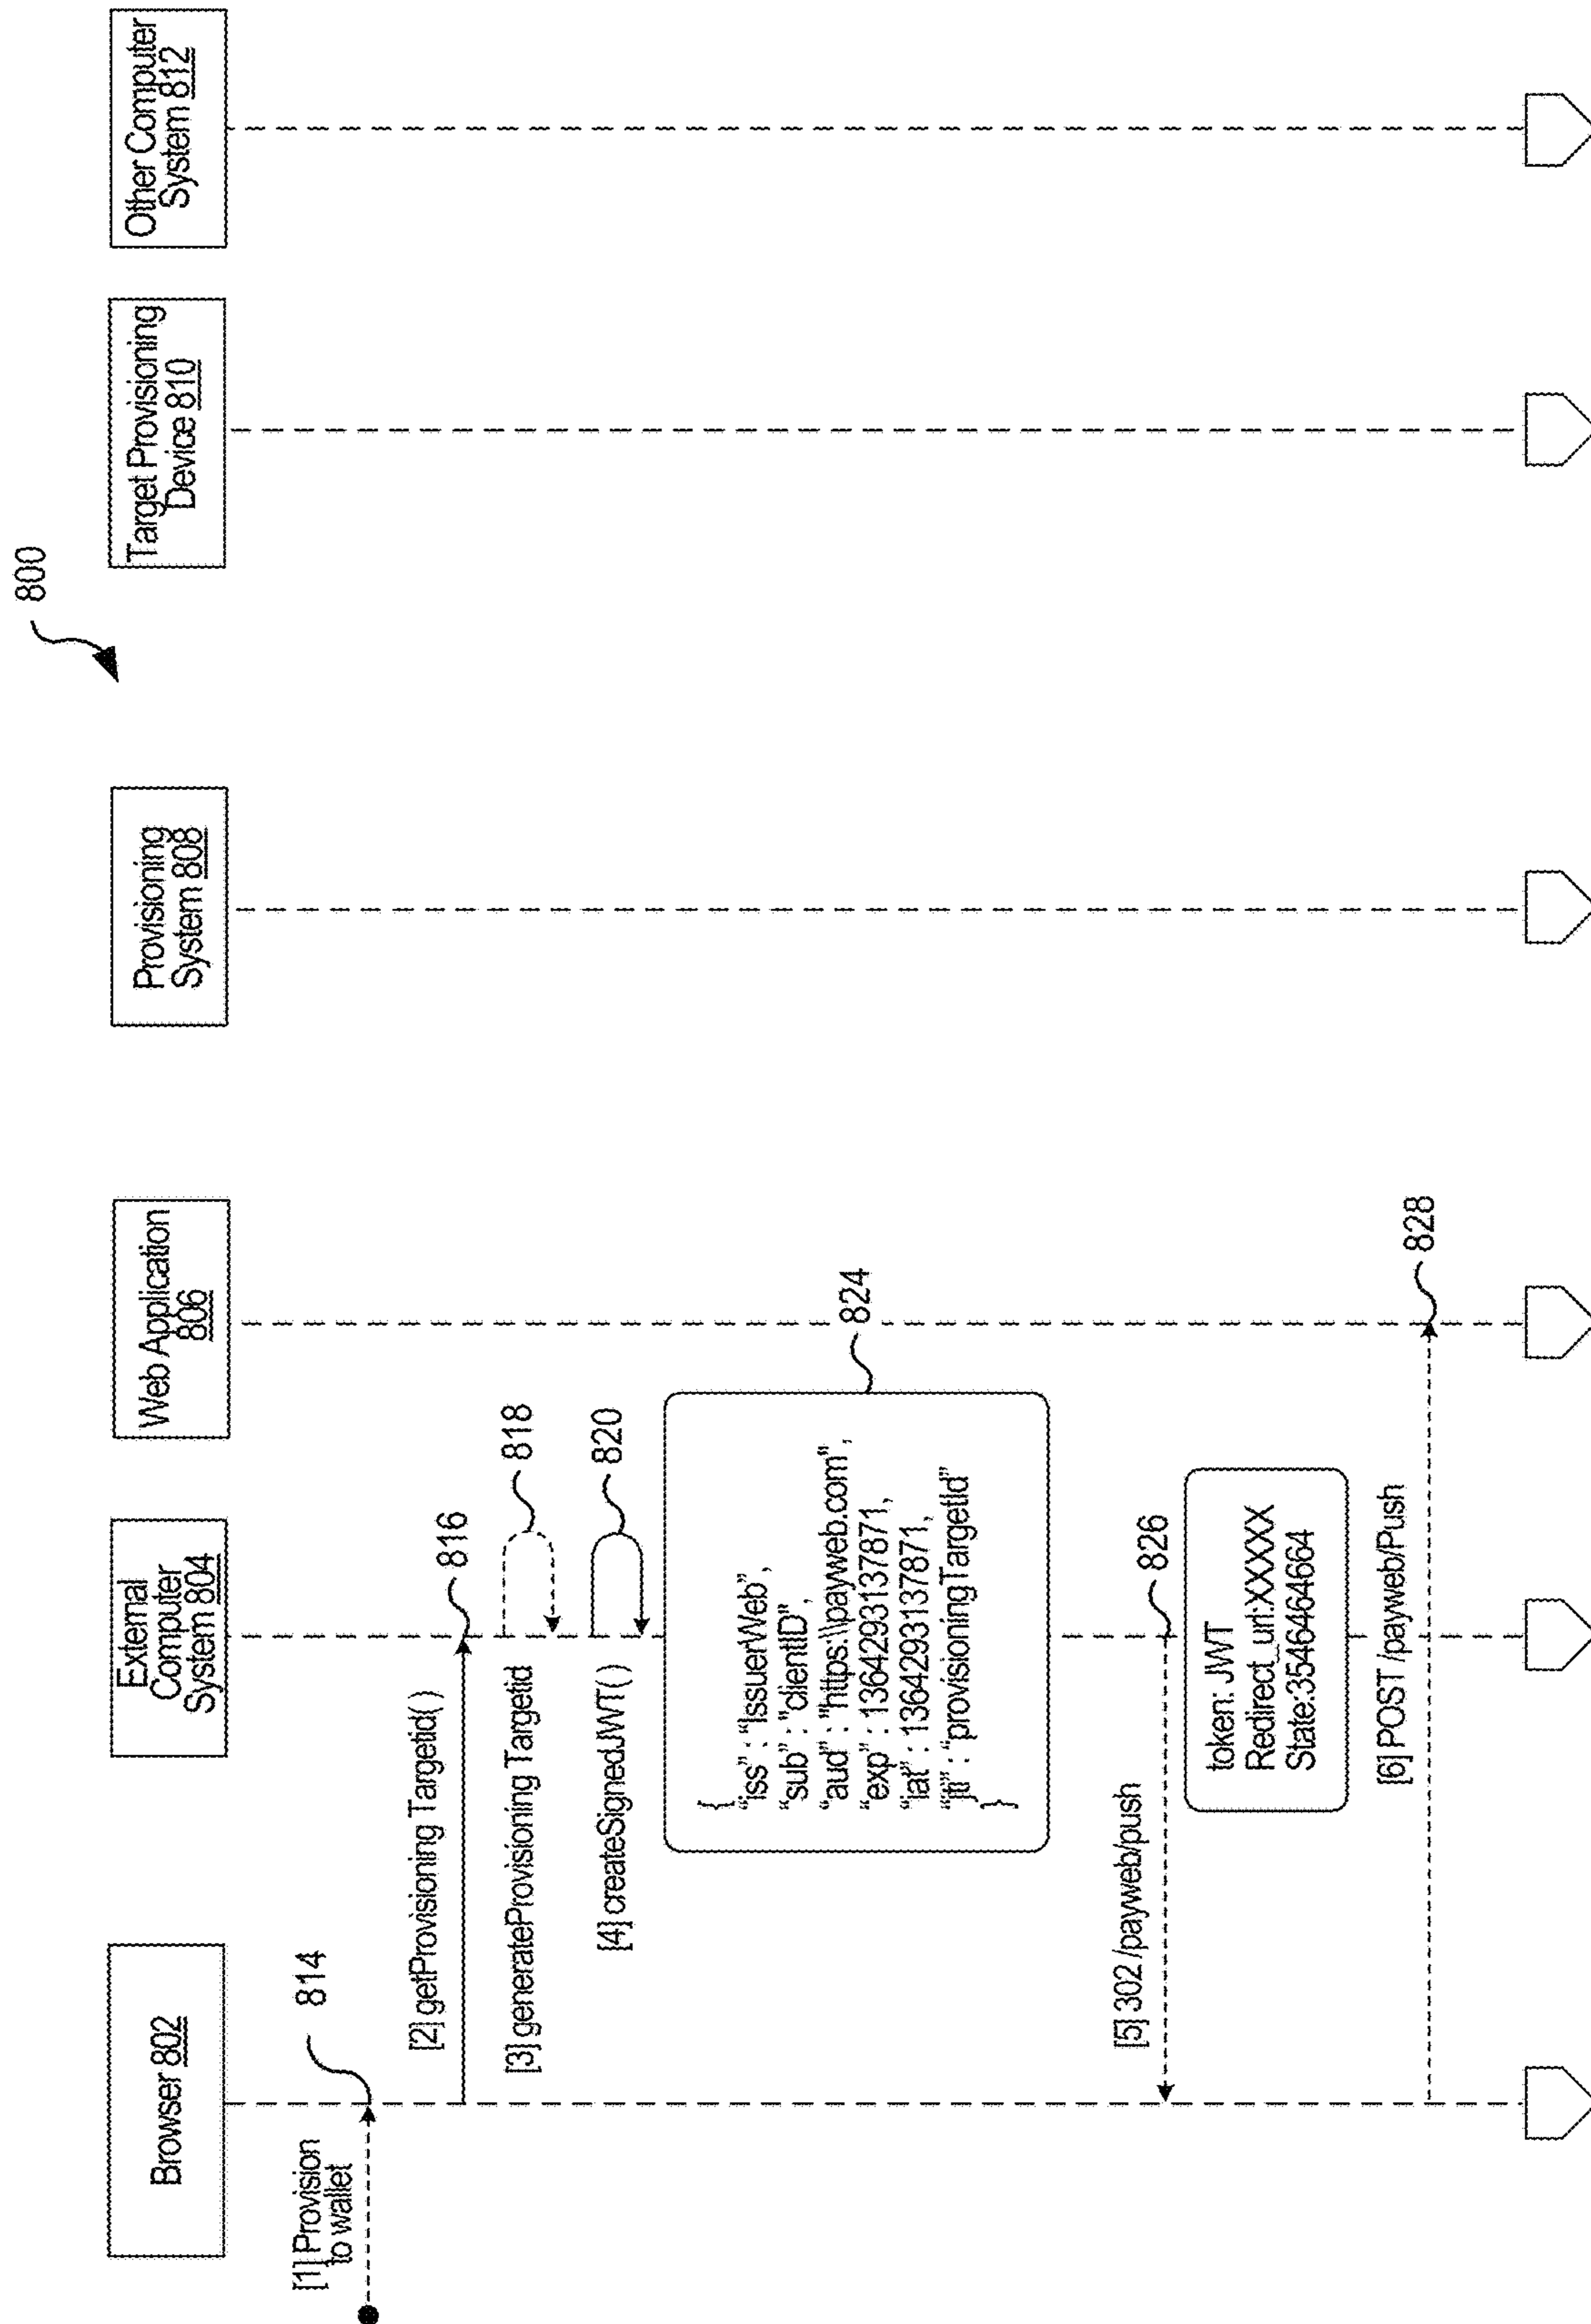 800
Browser 802
External
Computer
System 804
Web Application
806
Provisioning
System 808
Target Provisioning
Device 810
Other Computer
System 812
[1] Provision
to wallet
814
[2] getProvisioning TargetId( )
816
[3] generateProvisioning Targetid
818
[4] createSignedJWT( )
820
{
"iss" : "IssuerWeb",
"sub" : "clientID",
"aud" : "https:\\payweb.com",
"exp" : 1364293137871,
"iat" : 1364293137871,
"jti" : "provisioningTargetId"
}
824
[5] 302 /payweb/push
826
token: JWT
Redirect_url:XXXXX
State:3546464664
[6] POST /payweb/Push
828